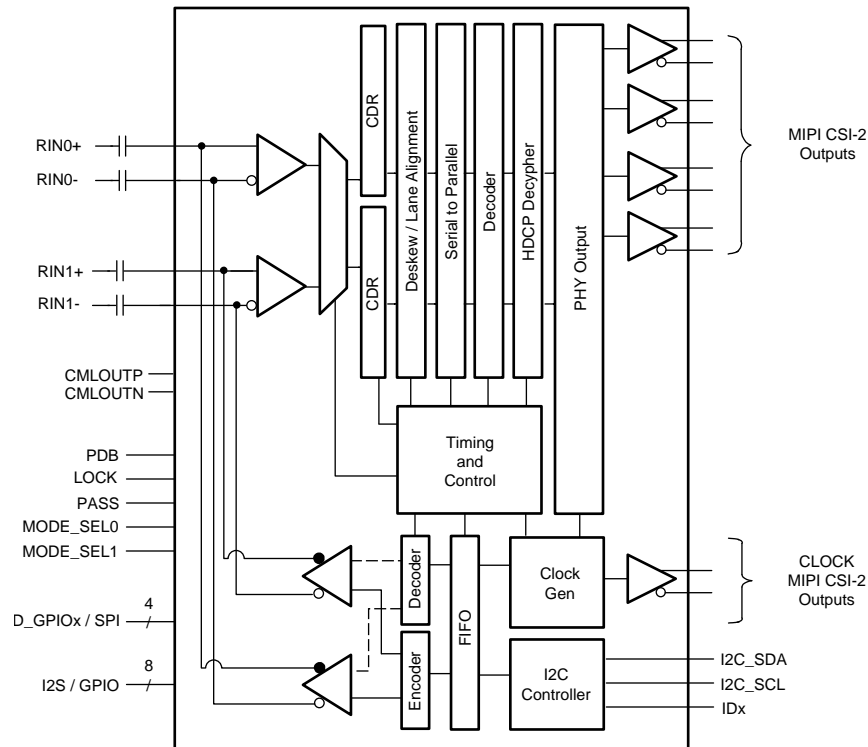 RIN0+
RIN0-
RIN1+
RIN1-
CMLOUTP
CMLOUTN
PDB
LOCK
PASS
MODE_SEL0
MODE_SEL1
D_GPIOx / SPI
4
I2S / GPIO
8
CDR
CDR
Deskew / Lane Alignment
Serial to Parallel
Decoder
HDCP Decypher
PHY Output
Timing
and
Control
Decoder
Encoder
FIFO
Clock
Gen
I2C
Controller
MIPI CSI-2
Outputs
CLOCK
MIPI CSI-2
Outputs
I2C_SDA
I2C_SCL
IDx